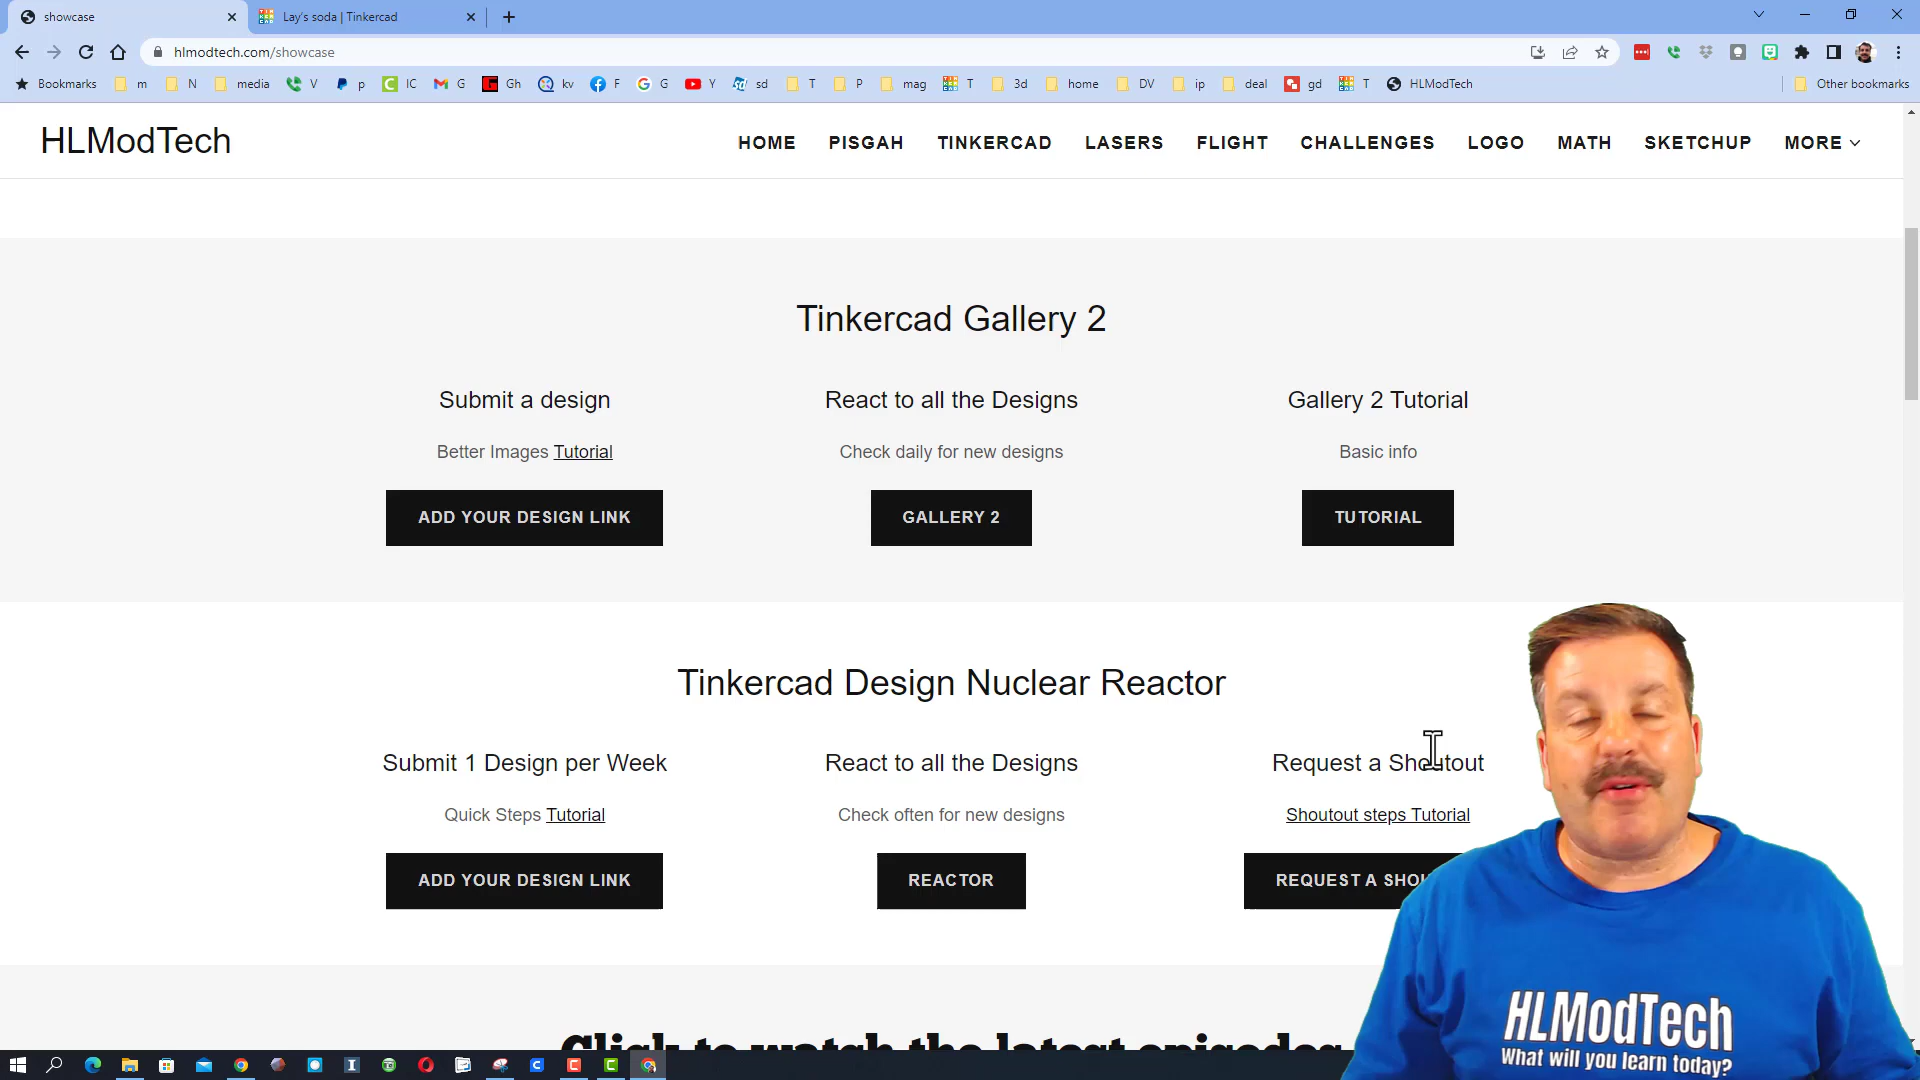 showcase
Lay's soda | Tinkercad
hlmodtech.com/showcase
Bookmarks m N media V p IC G Gh kv F G Y sd T P mag T 3d home DV ip deal gd T HLModTech Other bookmarks
HLModTech
HOME PISGAH TINKERCAD LASERS FLIGHT CHALLENGES LOGO MATH SKETCHUP MORE
Tinkercad Gallery 2
Submit a design
React to all the Designs
Gallery 2 Tutorial
Better Images Tutorial
Check daily for new designs
Basic info
ADD YOUR DESIGN LINK
GALLERY 2
TUTORIAL
Tinkercad Design Nuclear Reactor
Submit 1 Design per Week
React to all the Designs
Request a Shoutout
Quick Steps Tutorial
Check often for new designs
Shoutout steps Tutorial
ADD YOUR DESIGN LINK
REACTOR
REQUEST A SHOU
Click to watch the latest episodes
HLModTech
What will you learn today?